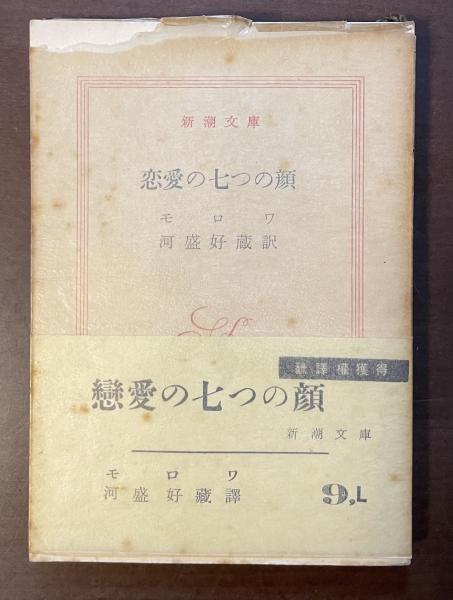 新潮文庫
恋愛の七つの顔
モロワ
河盛好蔵訳
飜譯權獲得
戀愛の七つの顔
新潮文庫
モロワ
河盛好藏譯
9,L